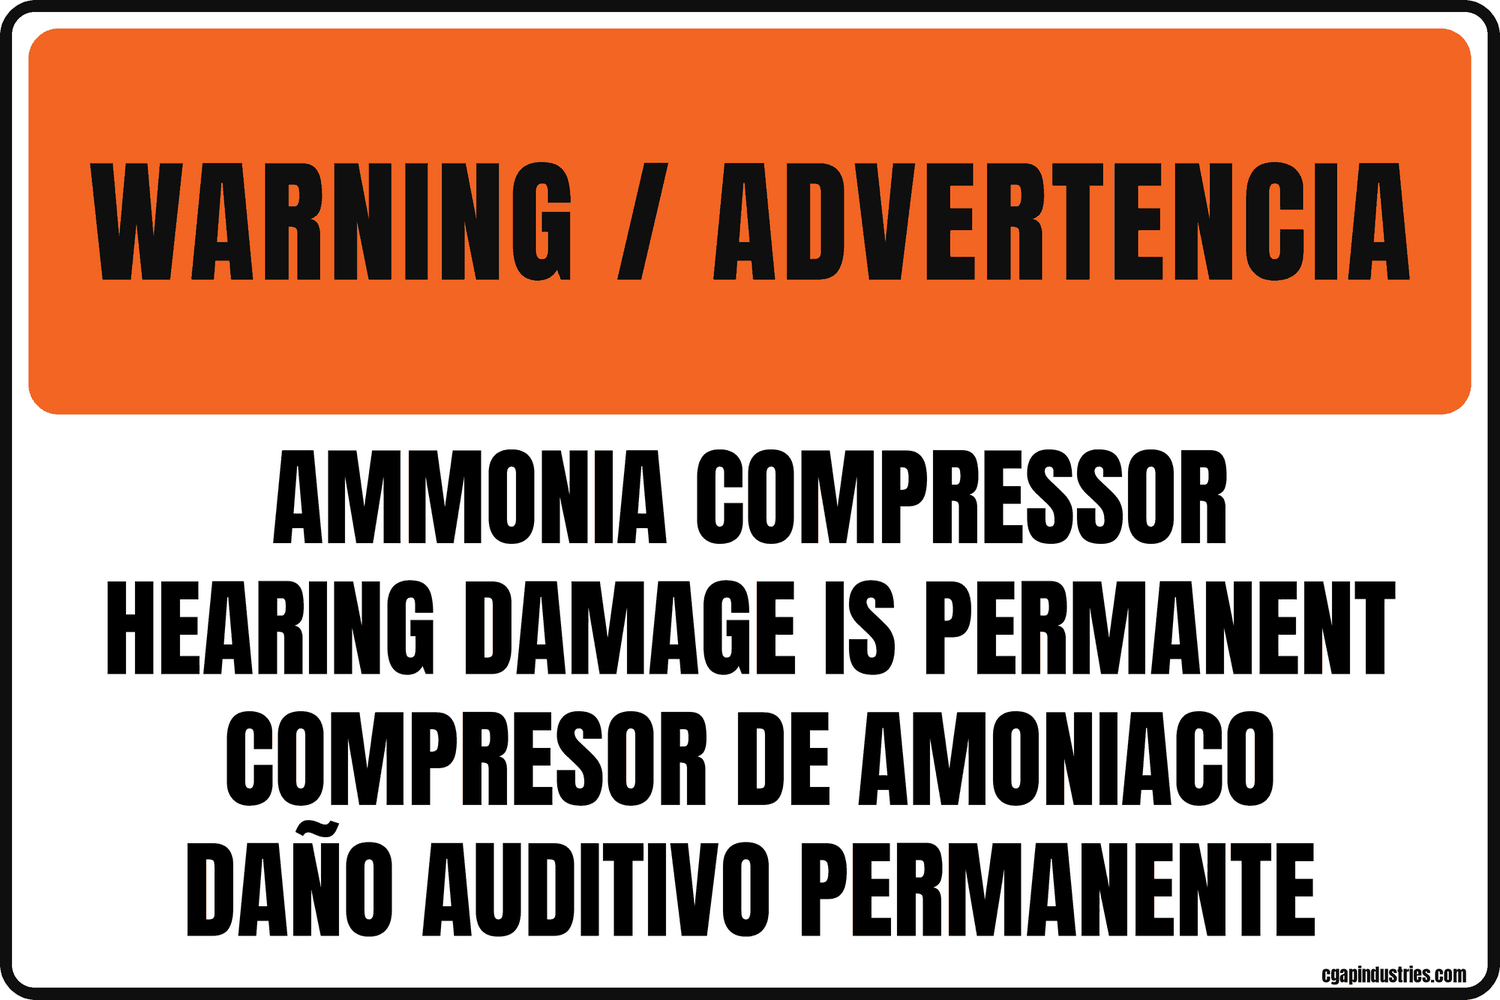 WARNING / ADVERTENCIA
AMMONIA COMPRESSOR
HEARING DAMAGE IS PERMANENT
COMPRESOR DE AMONIACO
DAÑO AUDITIVO PERMANENTE
cgapindustries.com